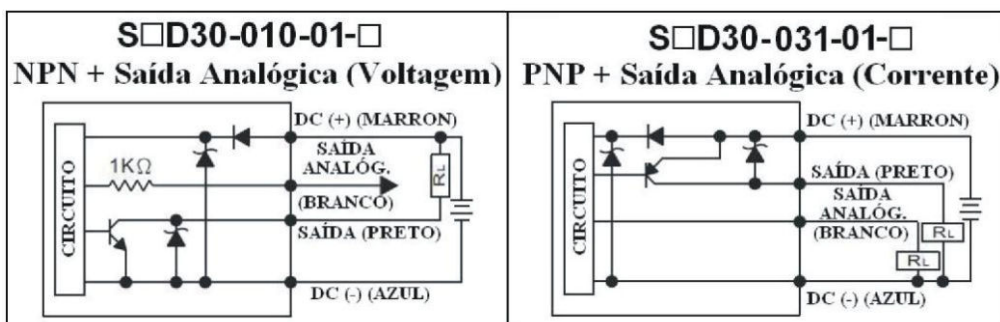 S□D30-010-01-□
NPN + Saída Analógica (Voltagem)
CIRCUITO
1KΩ
DC (+) (MARRON)
SAÍDA
ANALÓG.
(BRANCO)
SAÍDA (PRETO)
RL
DC (-) (AZUL)
S□D30-031-01-□
PNP + Saída Analógica (Corrente)
CIRCUITO
DC (+) (MARRON)
SAÍDA (PRETO)
SAÍDA
ANALÓG.
(BRANCO)
RL
RL
DC (-) (AZUL)